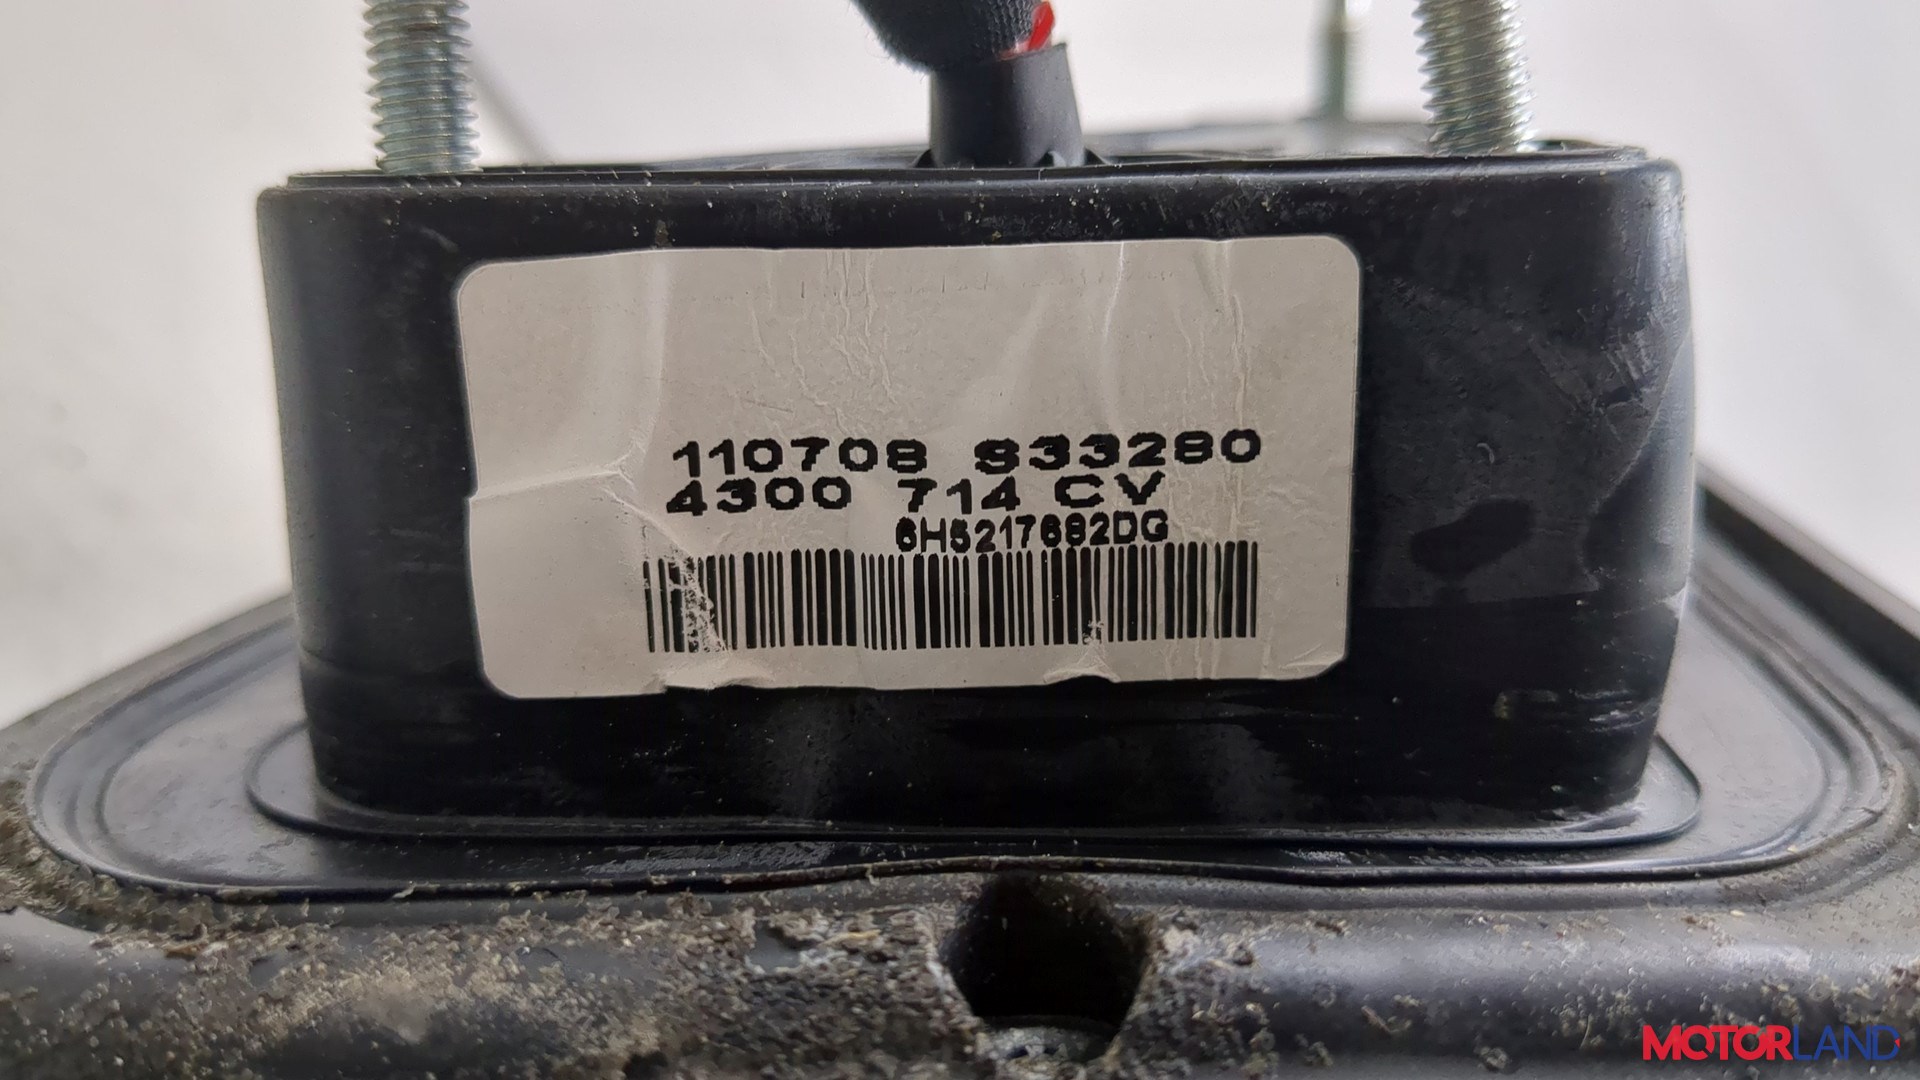 110708 S33280
4300 714 CV
6H5217682DG
MOTORLAND